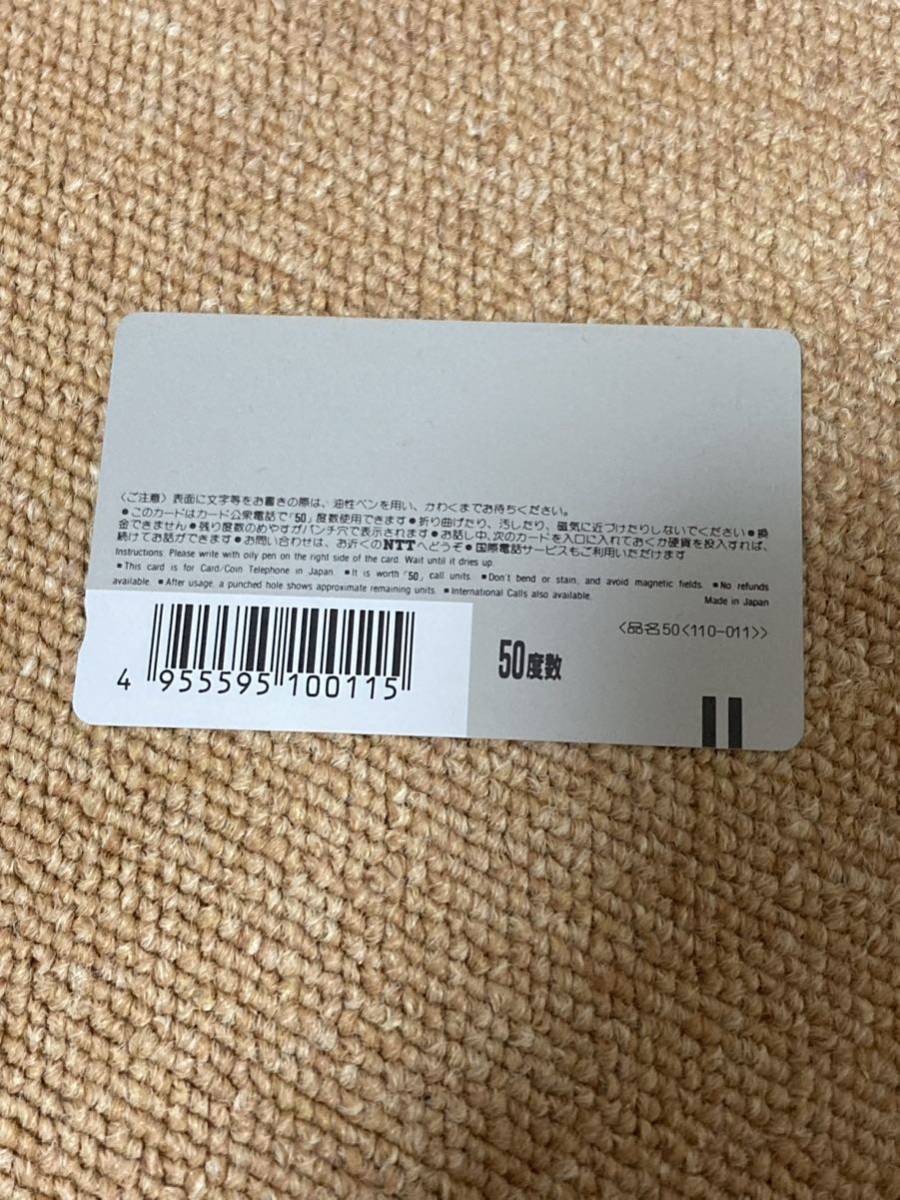 〈ご注意〉表面に文字等をお書きの際は、油性ペンを用い、かわくまでお待ちください。
●このカードはカード公衆電話で「50」度数使用できます●折り曲げたり、汚したり、磁気に近づけたりしないでください●換
金できません●残り度数のめやすがパンチ穴で表示されます●お話し中、次のカードを入口に入れておくか硬貨を投入すれば、
続けてお話ができます●お問い合わせは、お近くのNTTへどうぞ●国際電話サービスもご利用いただけます
Instructions: Please write with oily pen on the right side of the card. Wait until it dries up.
■This card is for Card/Coin Telephone in Japan. ■It is worth「50」call units. ■Don't bend or stain, and avoid magnetic fields. ■No refunds
available. ■After usage, a punched hole shows approximate remaining units. ■International Calls also available.
Made in Japan
〈品名50〈110-011〉〉
50度数
4 955595 100115